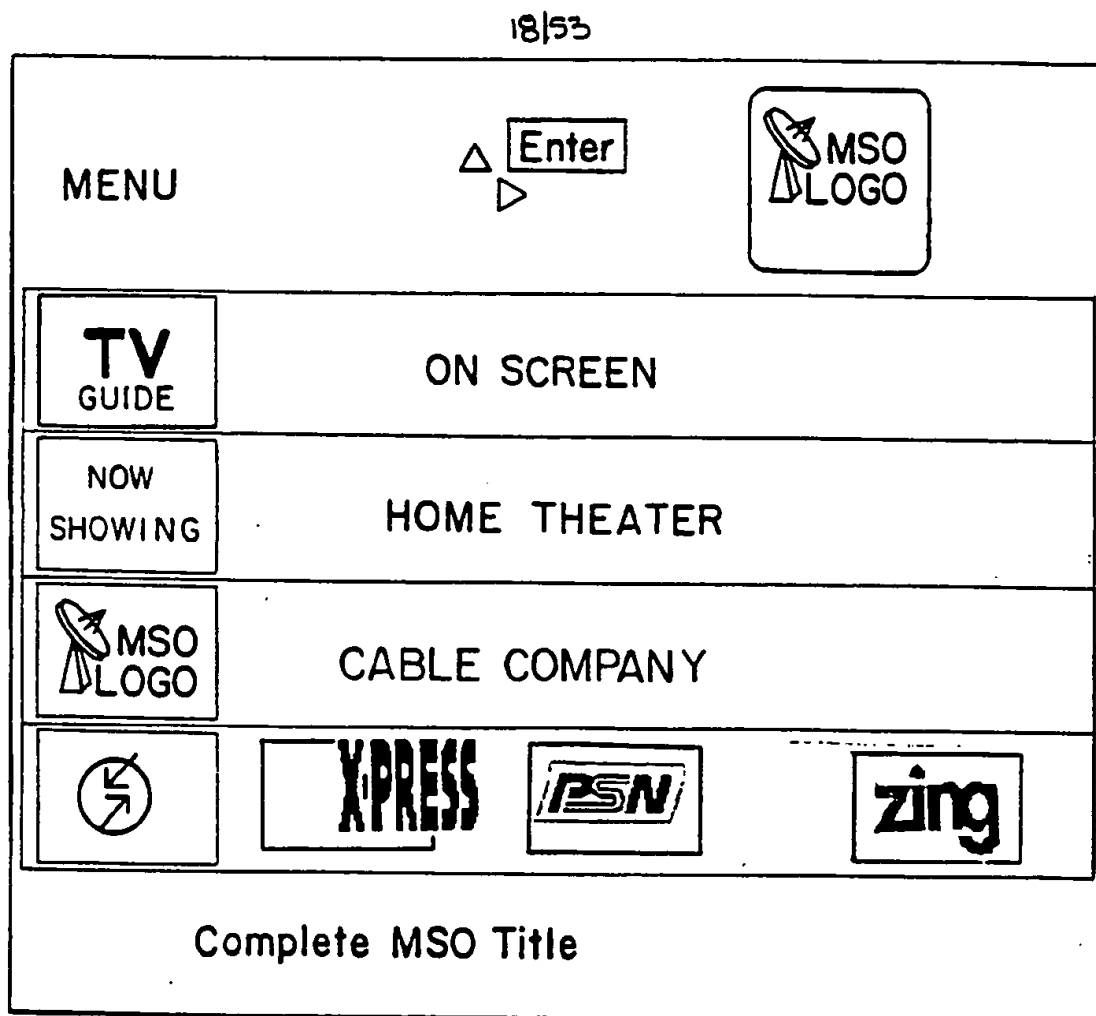 18/53
MENU
Enter
MSO
LOGO
TV
GUIDE
ON SCREEN
NOW
SHOWING
HOME THEATER
MSO
LOGO
CABLE COMPANY
X·PRESS
PSN
zing
Complete MSO Title